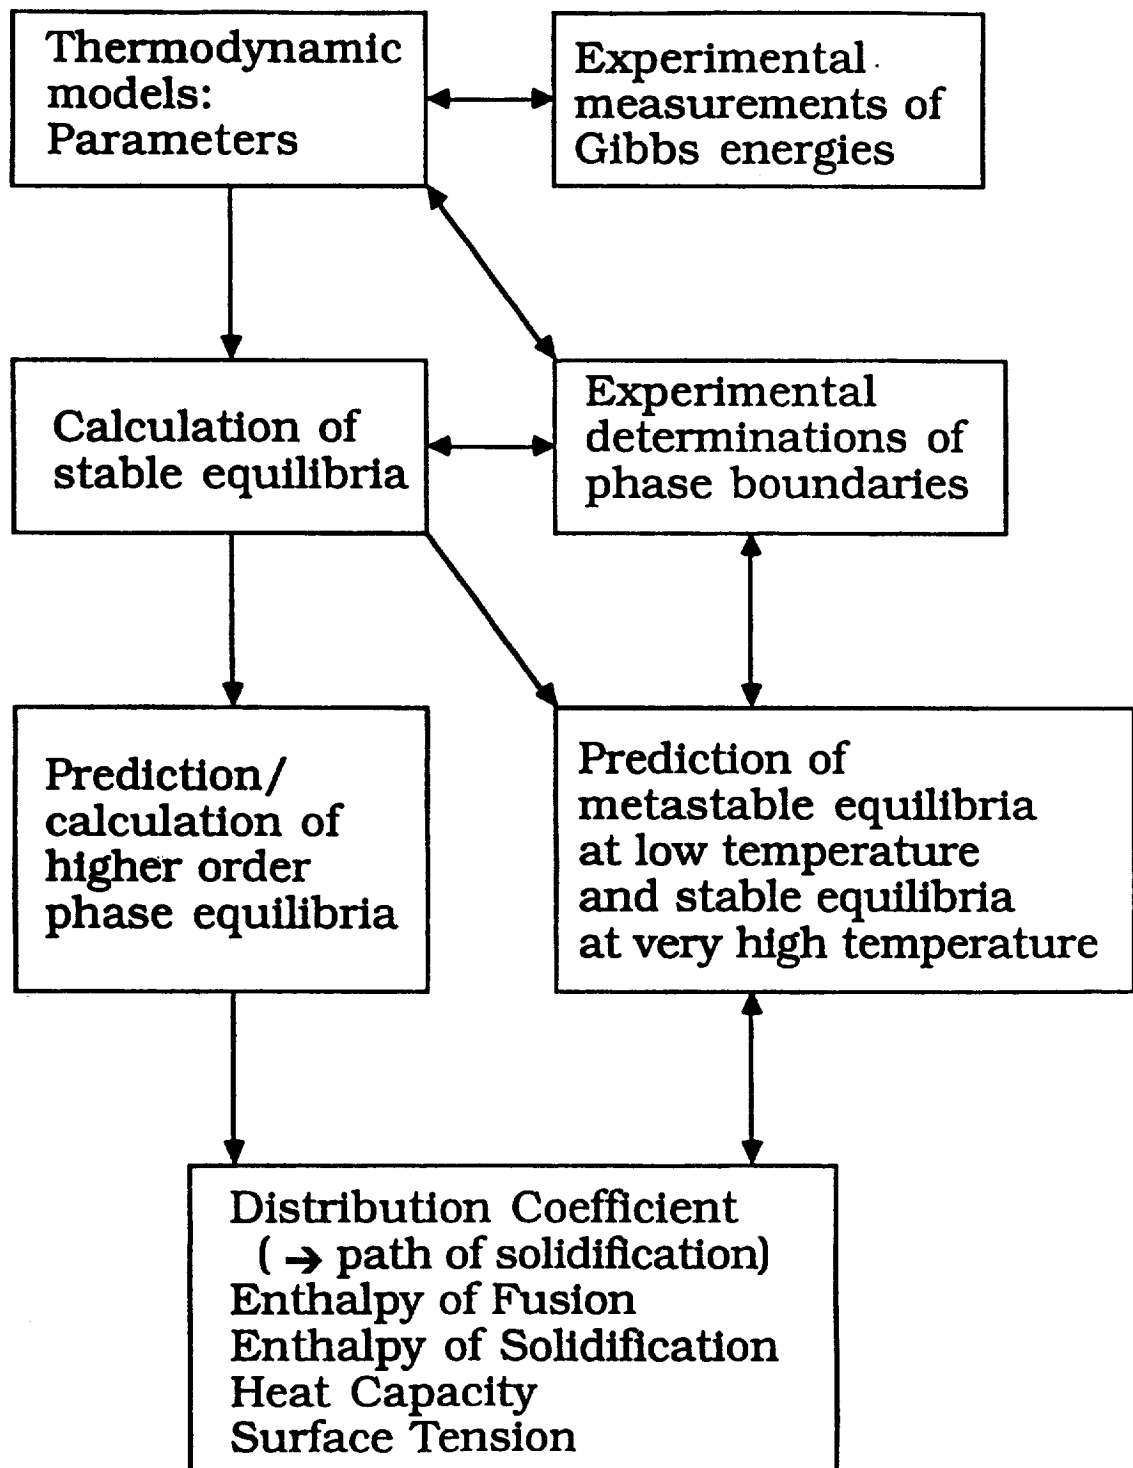 Thermodynamic
models:
Parameters
Experimental
measurements of
Gibbs energies
Calculation of
stable equilibria
Experimental
determinations of
phase boundaries
Prediction/
calculation of
higher order
phase equilibria
Prediction of
metastable equilibria
at low temperature
and stable equilibria
at very high temperature
Distribution Coefficient
( → path of solidification)
Enthalpy of Fusion
Enthalpy of Solidification
Heat Capacity
Surface Tension